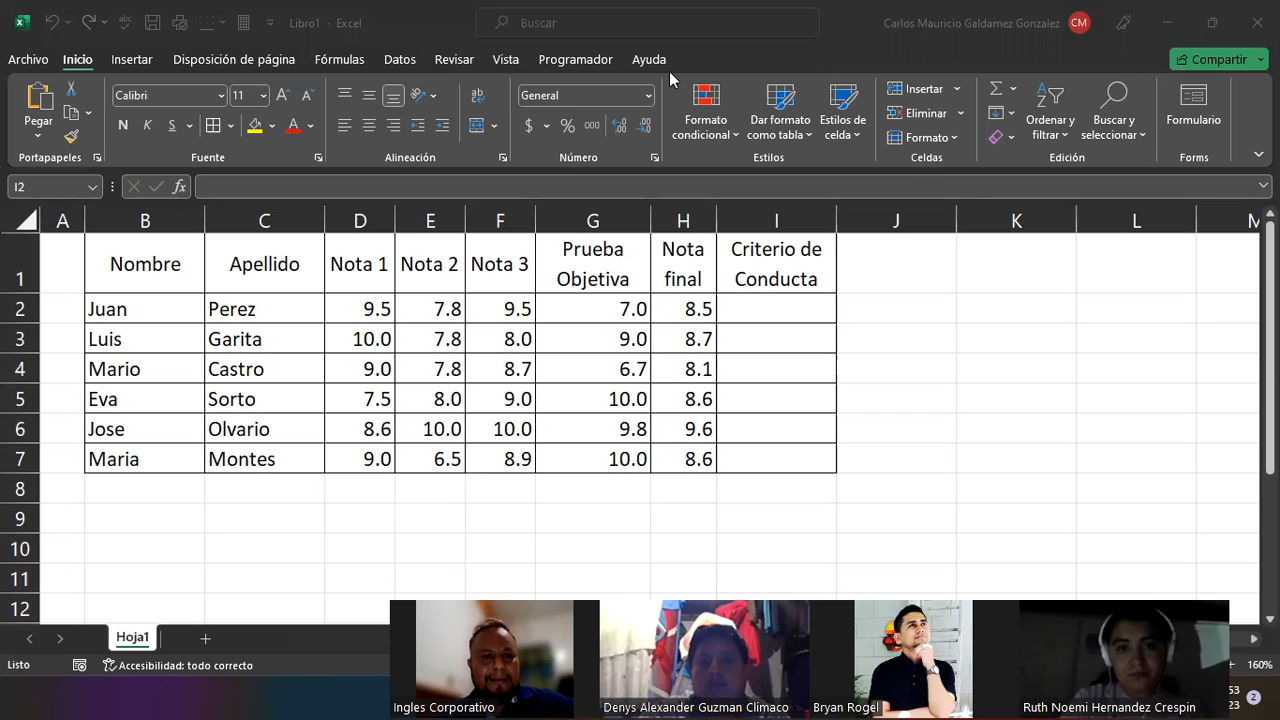 Libro1 - Excel
Buscar
Carlos Mauricio Galdamez Gonzalez
CM
Archivo Inicio Insertar Disposición de página Fórmulas Datos Revisar Vista Programador Ayuda
Compartir
Pegar
Calibri 11
N K S
General
$ % 000
Formato condicional
Dar formato como tabla
Estilos de celda
Insertar
Eliminar
Formato
Ordenar y filtrar
Buscar y seleccionar
Formulario
Portapapeles Fuente Alineación Número Estilos Celdas Edición Forms
I2
fx
A B C D E F G H I J K L M
1 Nombre Apellido Nota 1 Nota 2 Nota 3 Prueba Objetiva Nota final Criterio de Conducta
2 Juan Perez 9.5 7.8 9.5 7.0 8.5
3 Luis Garita 10.0 7.8 8.0 9.0 8.7
4 Mario Castro 9.0 7.8 8.7 6.7 8.1
5 Eva Sorto 7.5 8.0 9.0 10.0 8.6
6 Jose Olvario 8.6 10.0 10.0 9.8 9.6
7 Maria Montes 9.0 6.5 8.9 10.0 8.6
8
9
10
11
12
Hoja1
Listo
Accesibilidad: todo correcto
160%
Ingles Corporativo
Denys Alexander Guzman Climaco
Bryan Rogel
Ruth Noemi Hernandez Crespin
53
23
2